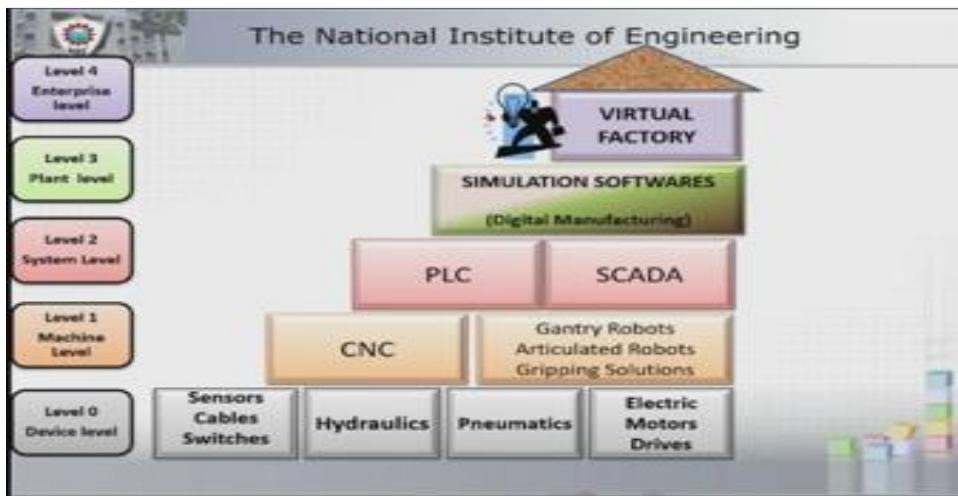 The National Institute of Engineering
Level 4
Enterprise
level
VIRTUAL
FACTORY
Level 3
Plant level
SIMULATION SOFTWARES
(Digital Manufacturing)
Level 2
System Level
PLC
SCADA
Level 1
Machine
Level
CNC
Gantry Robots
Articulated Robots
Gripping Solutions
Level 0
Device level
Sensors
Cables
Switches
Hydraulics
Pneumatics
Electric
Motors
Drives